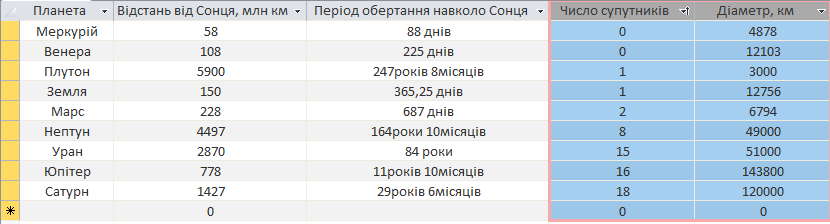 Планета Відстань від Сонця, млн км Період обертання навколо Сонця Число супутників Діаметр, км
Меркурій 58 88 днів 0 4878
Венера 108 225 днів 0 12103
Плутон 5900 247років 8місяців 1 3000
Земля 150 365,25 днів 1 12756
Марс 228 687 днів 2 6794
Нептун 4497 164роки 10місяців 8 49000
Уран 2870 84 роки 15 51000
Юпітер 778 11років 10місяців 16 143800
Сатурн 1427 29років 6місяців 18 120000
0 0 0